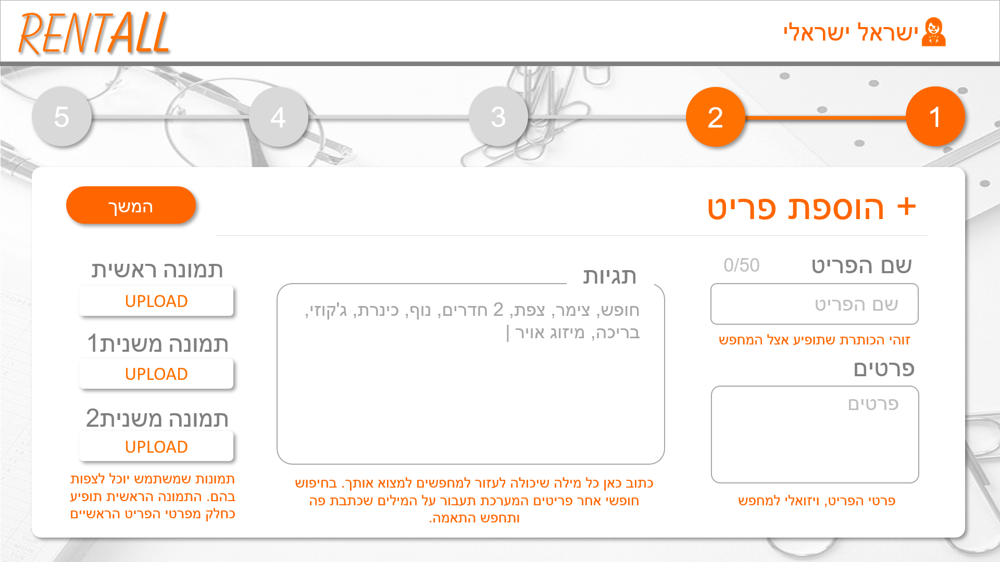 RENTALL
ישראל ישראלי
1
2
3
4
5
+ הוספת פריט
המשך
שם הפריט
0/50
שם הפריט
זוהי הכותרת שתופיע אצל המחפש
פרטים
פרטים
פרטי הפריט, ויזואלי למחפש
תגיות
חופש, צימר, צפת, 2 חדרים, נוף, כינרת, ג'קוזי,
בריכה, מיזוג אויר |
כתוב כאן כל מילה שיכולה לעזור למחפשים למצוא אותך. בחיפוש
חופשי אחר פריטים המערכת תעבור על המילים שכתבת פה
ותחפש התאמה.
תמונה ראשית
UPLOAD
תמונה משנית1
UPLOAD
תמונה משנית2
UPLOAD
תמונות שמשתמש יוכל לצפות
בהם. התמונה הראשית תופיע
כחלק מפרטי הפריט הראשיים